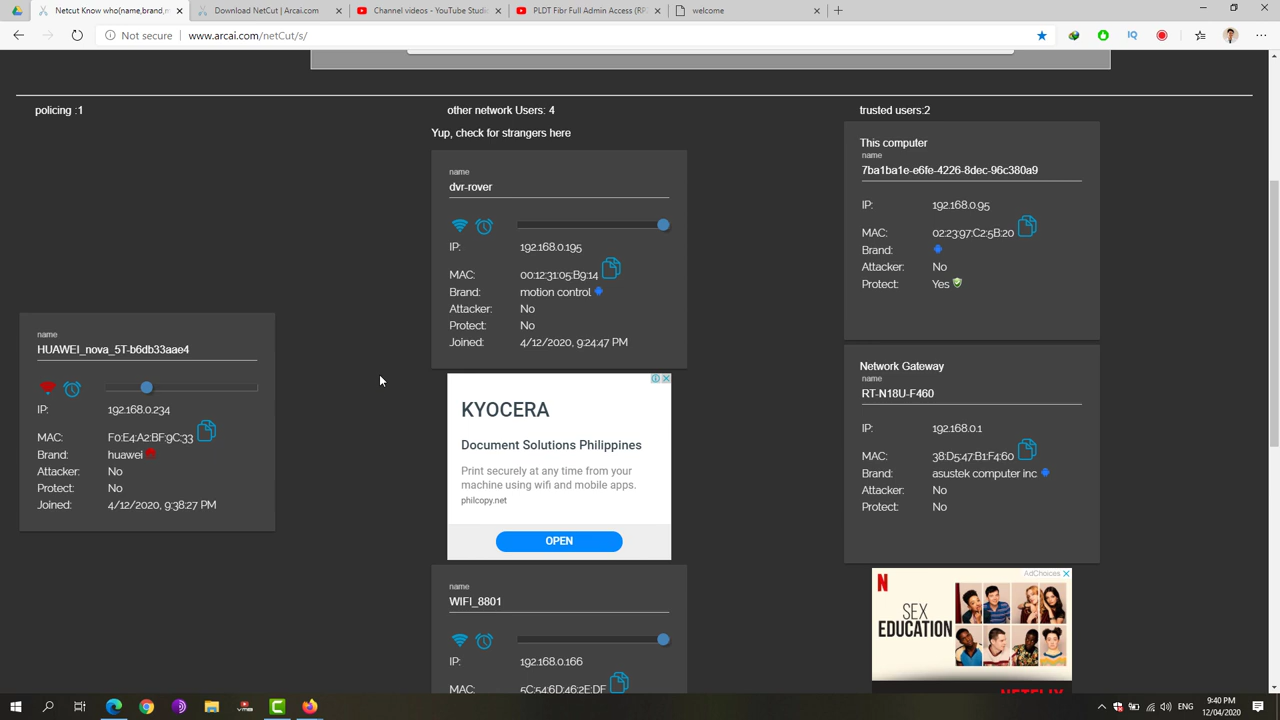 Netcut Know who(name,brand,m
Download NetCut | Arcai.com
Channel videos - YouTube Studio
PLDT Fibr Full Admin Access (RP
welcome
Not secure
www.arcai.com/netCut/s/
IQ
policing :1
other network Users: 4
trusted users:2
Yup, check for strangers here
name
HUAWEI_nova_5T-b6db33aae4
IP: 192.168.0.234
MAC: F0:E4:A2:BF:9C:33
Brand: huawei
Attacker: No
Protect: No
Joined: 4/12/2020, 9:38:27 PM
name
dvr-rover
IP: 192.168.0.195
MAC: 00:12:31:05:B9:14
Brand: motion control
Attacker: No
Protect: No
Joined: 4/12/2020, 9:24:47 PM
KYOCERA
Document Solutions Philippines
Print securely at any time from your
machine using wifi and mobile apps.
philcopy.net
OPEN
name
WIFI_8801
IP: 192.168.0.166
MAC: 5C:54:6D:46:2E:DF
This computer
name
7ba1ba1e-e6fe-4226-8dec-96c380a9
IP: 192.168.0.95
MAC: 02:23:97:C2:5B:20
Brand:
Attacker: No
Protect: Yes
Network Gateway
name
RT-N18U-F460
IP: 192.168.0.1
MAC: 38:D5:47:B1:F4:60
Brand: asustek computer inc
Attacker: No
Protect: No
AdChoices
N
SEX
EDUCATION
NETFLIX
ENG
9:40 PM
12/04/2020